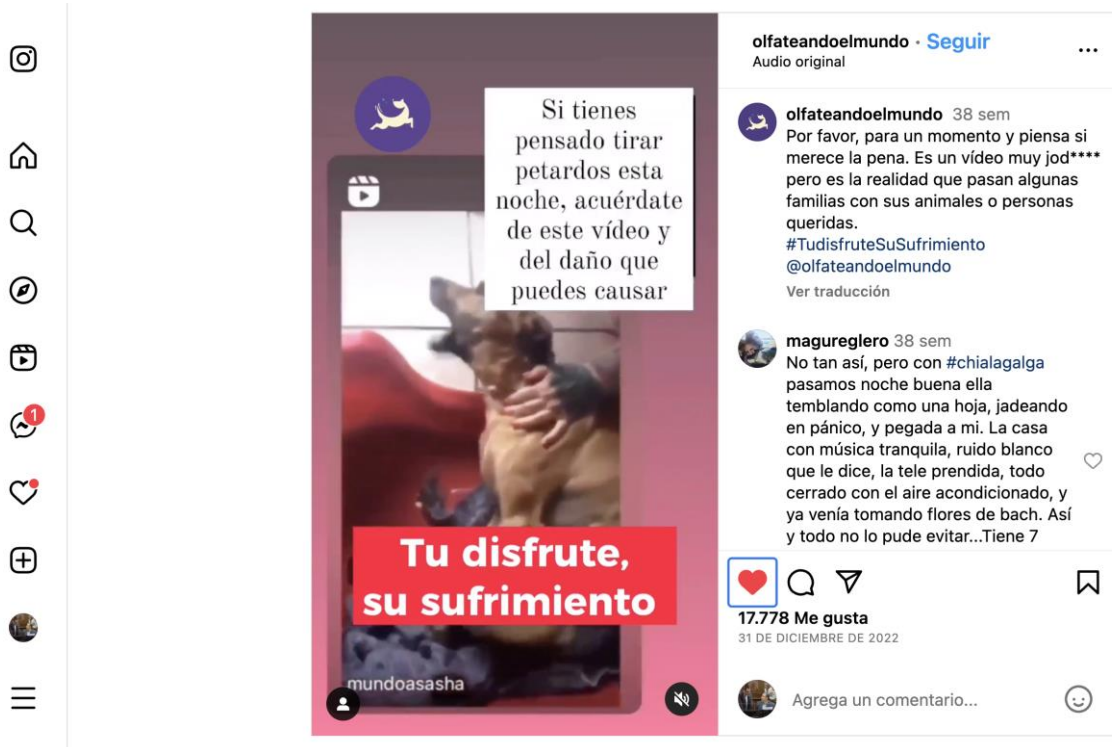 Si tienes
pensado tirar
petardos esta
noche, acuérdate
de este vídeo y
del daño que
puedes causar
Tu disfrute,
su sufrimiento
mundoasasha
olfateandoelmundo · Seguir
Audio original
olfateandoelmundo 38 sem
Por favor, para un momento y piensa si
merece la pena. Es un vídeo muy jod****
pero es la realidad que pasan algunas
familias con sus animales o personas
queridas.
#TudisfruteSuSufrimiento
@olfateandoelmundo
Ver traducción
magureglero 38 sem
No tan así, pero con #chialagalga
pasamos noche buena ella
temblando como una hoja, jadeando
en pánico, y pegada a mi. La casa
con música tranquila, ruido blanco
que le dice, la tele prendida, todo
cerrado con el aire acondicionado, y
ya venía tomando flores de bach. Así
y todo no lo pude evitar...Tiene 7
17.778 Me gusta
31 DE DICIEMBRE DE 2022
Agrega un comentario...
1